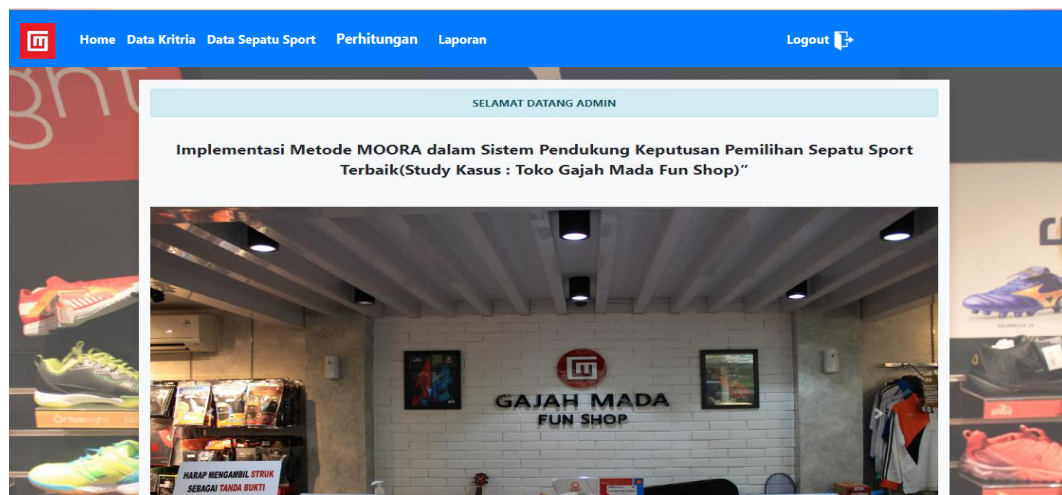 Home Data Kritria Data Sepatu Sport Perhitungan Laporan Logout
SELAMAT DATANG ADMIN
Implementasi Metode MOORA dalam Sistem Pendukung Keputusan Pemilihan Sepatu Sport
Terbaik(Study Kasus : Toko Gajah Mada Fun Shop)”
GAJAH MADA
FUN SHOP
HARAP MENGAMBIL STRUK
SEBAGAI TANDA BUKTI
Ortuseight